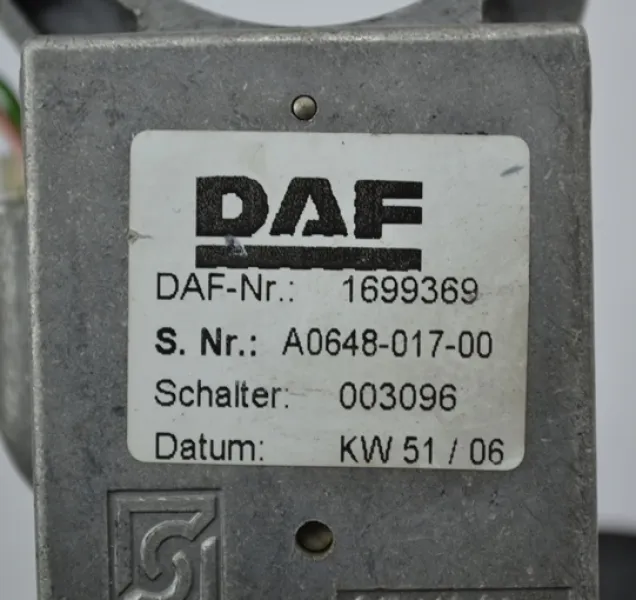 DAF
DAF-Nr.: 1699369
S. Nr.: A0648-017-00
Schalter: 003096
Datum: KW 51 / 06